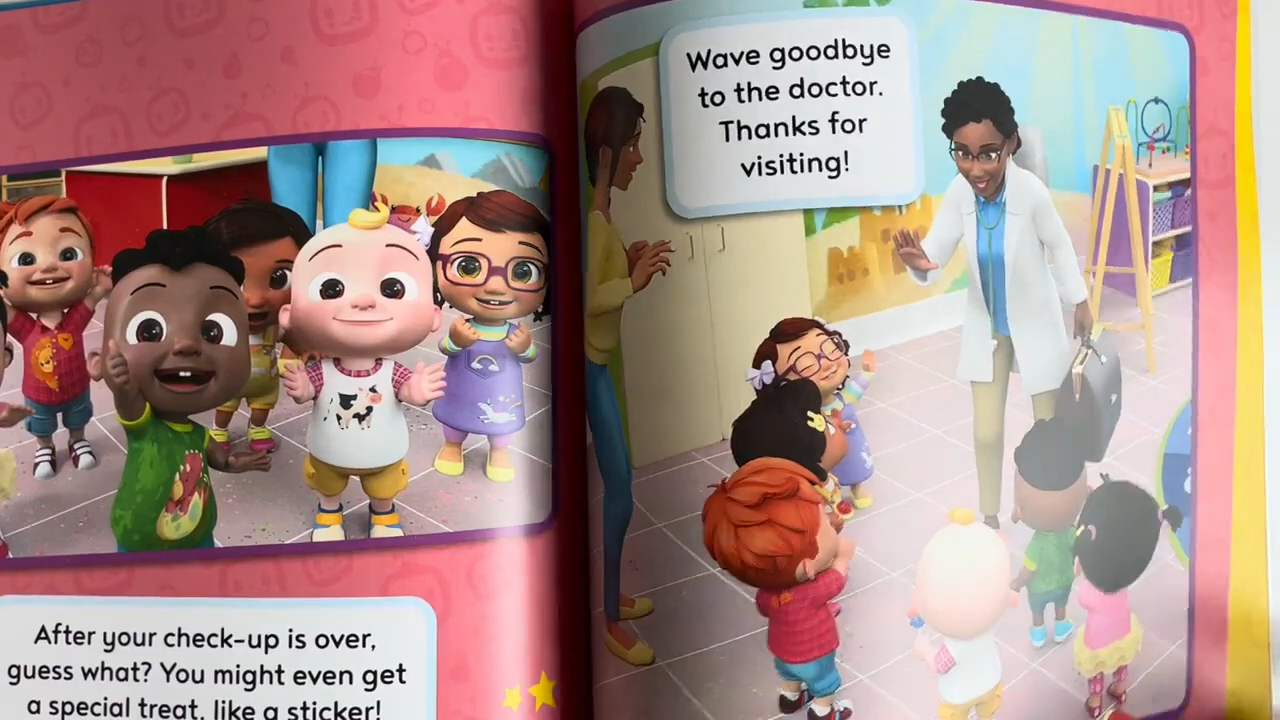 After your check-up is over,
guess what? You might even get
a special treat, like a sticker!
Wave goodbye
to the doctor.
Thanks for
visiting!